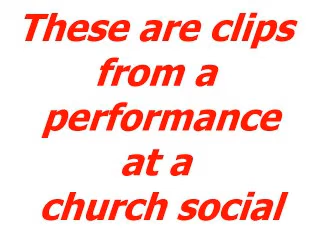 These are clips
from a
performance
at a
church social